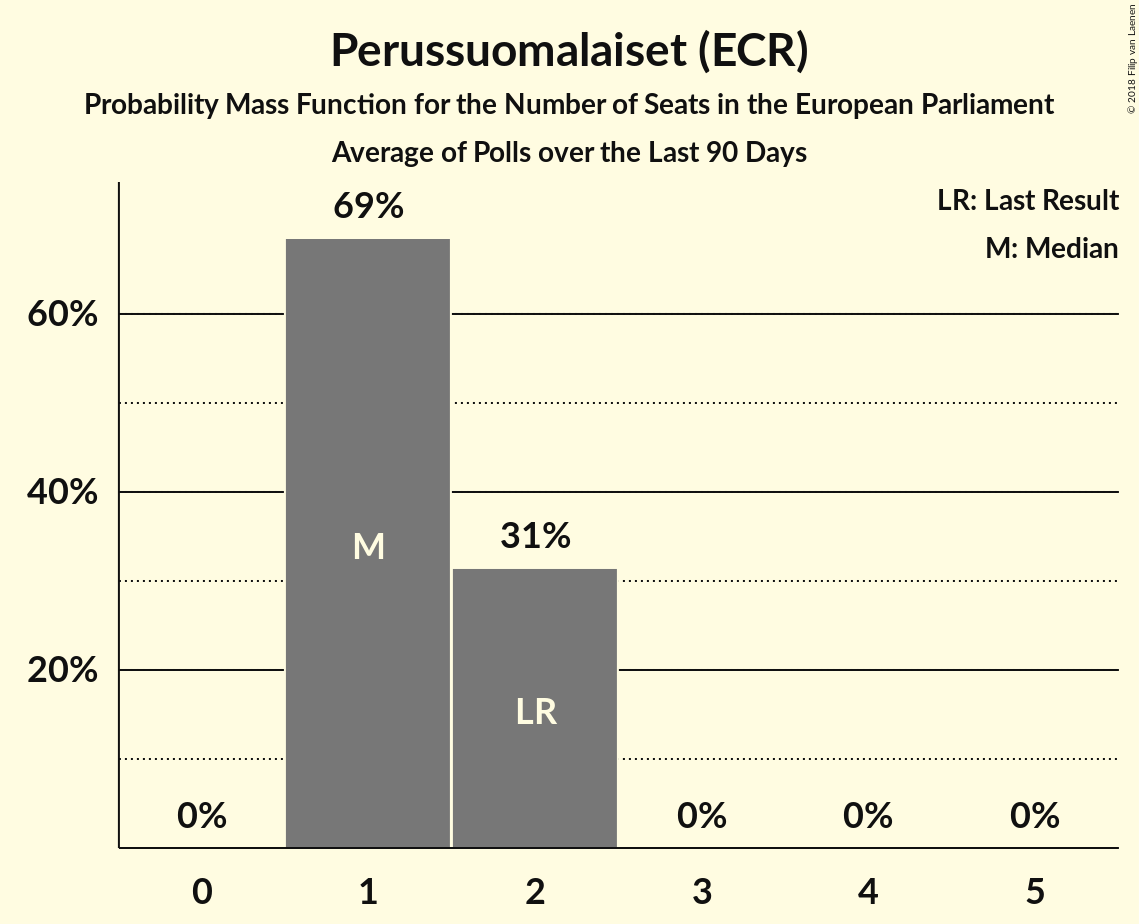 © 2018 Filip van Laenen
Perussuomalaiset (ECR)
Probability Mass Function for the Number of Seats in the European Parliament
Average of Polls over the Last 90 Days
LR: Last Result
M: Median
69%
60%
40%
31%
M
20%
LR
0%
0%
0%
0%
0 1 2 3 4 5